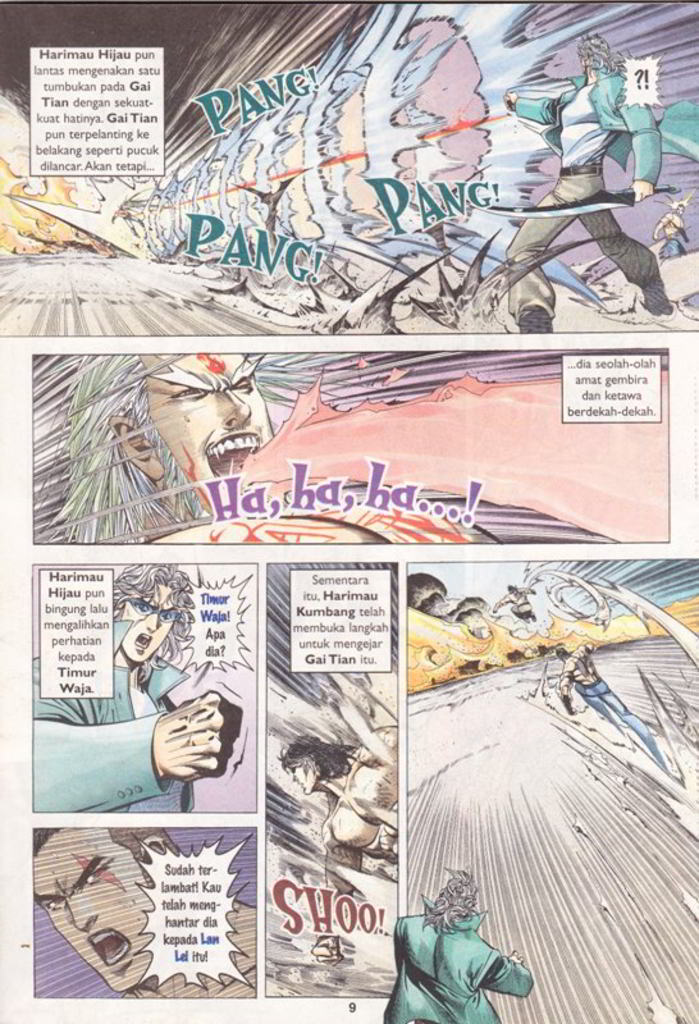 Harimau Hijau pun
lantas mengenakan satu
tumbukan pada Gai
Tian dengan sekuat-
kuat hatinya. Gai Tian
pun terpelanting ke
belakang seperti pucuk
dilancar. Akan tetapi...
PANG!
PANG!
PANG!
?!
...dia seolah-olah
amat gembira
dan ketawa
berdekah-dekah.
Ha, ha, ha....!
Harimau
Hijau pun
bingung lalu
mengalihkan
perhatian
kepada
Timur
Waja.
Timur
Waja!
Apa
dia?
Sementara
itu, Harimau
Kumbang telah
membuka langkah
untuk mengejar
Gai Tian itu.
SHOO!
Sudah ter-
lambat! Kau
telah meng-
hantar dia
kepada Lan
Lei itu!
9